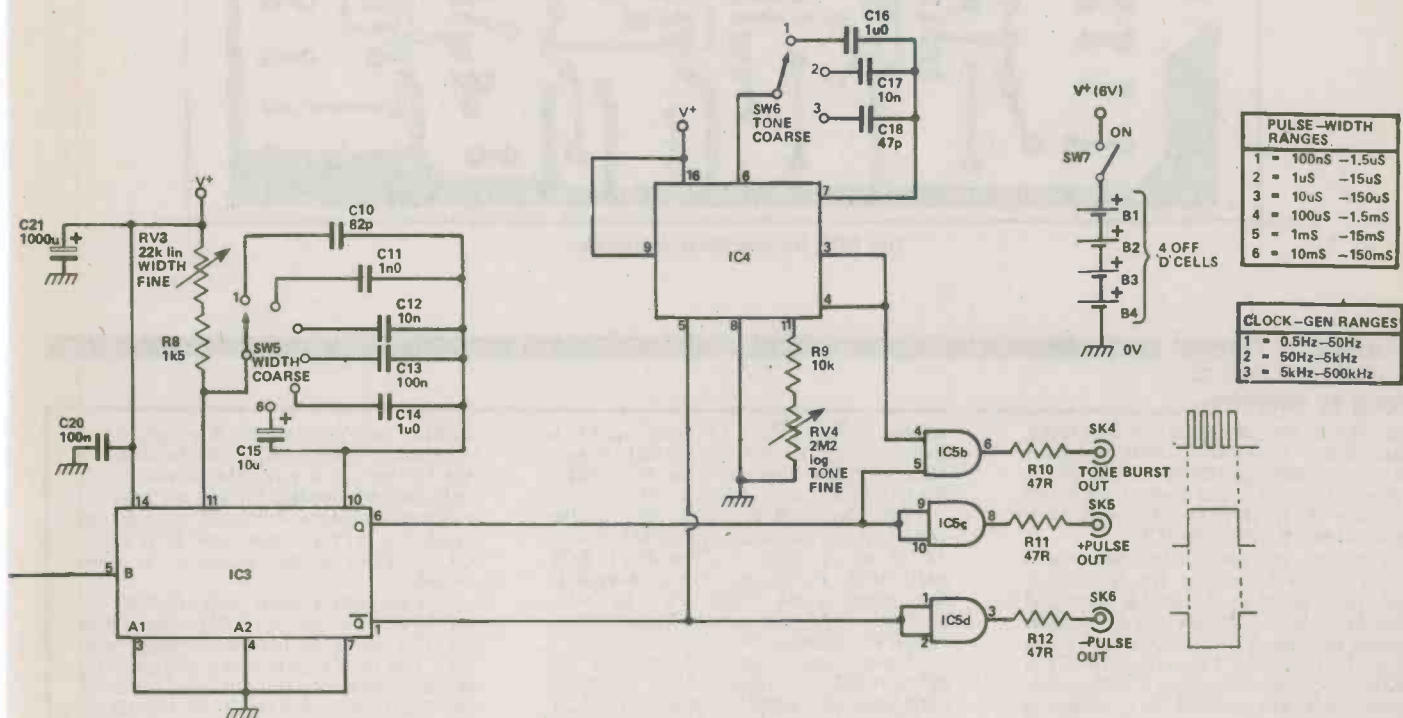 C16
1u0
1
2
C17
10n
SW6
TONE
COARSE
3
C18
47p
V+
16
6
7
9
3
IC4
4
5
8
11
R9
10k
RV4
2M2
log
TONE
FINE
V+ (6V)
ON
SW7
+
B1
+
B2
+
B3
+
B4
4 OFF
'D' CELLS
0V
PULSE-WIDTH
RANGES
1 = 100nS -1.5uS
2 = 1uS -15uS
3 = 10uS -150uS
4 = 100uS -1.5mS
5 = 1mS -15mS
6 = 10mS -150mS
CLOCK-GEN RANGES
1 = 0.5Hz-50Hz
2 = 50Hz-5kHz
3 = 5kHz-500kHz
V+
C21
1000u
+
RV3
22k lin
WIDTH
FINE
R8
1k5
C10
82p
C11
1n0
1
C12
10n
SW5
WIDTH
COARSE
C13
100n
C14
1u0
6
+
C15
10u
C20
100n
14
11
10
6
Q
5
B
IC3
A1
A2
Q
1
3
4
7
4
5
IC5b
6
R10
47R
SK4
TONE BURST
OUT
9
10
IC5c
8
R11
47R
SK5
+PULSE
OUT
1
2
IC5d
3
R12
47R
SK6
-PULSE
OUT